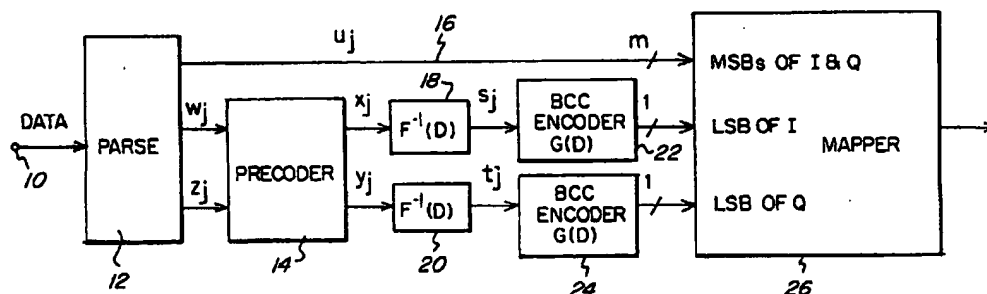 u_j
16
m
MSBs OF I & Q
18
DATA
10
PARSE
w_j
x_j
F⁻¹(D)
s_j
BCC
ENCODER
G(D)
1
22
LSB OF I
MAPPER
PRECODER
z_j
y_j
F⁻¹(D)
t_j
BCC
ENCODER
G(D)
1
LSB OF Q
12
14
20
24
26